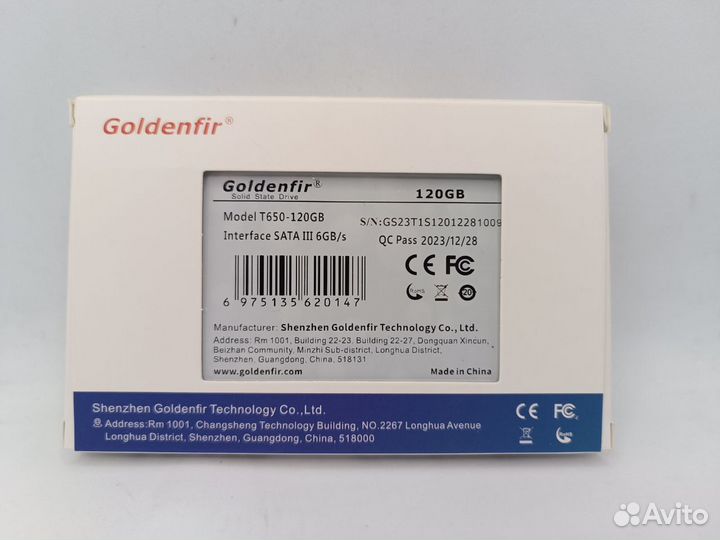 Goldenfir®
Goldenfir®
Solid State Drive
120GB
Model T650-120GB
S/N:GS23T1S12012281009
Interface SATA III 6GB/s
QC Pass 2023/12/28
CE FC
RoHS
20
6 975135 620147
Manufacturer: Shenzhen Goldenfir Technology Co., Ltd.
Address: Rm 1001, Building 22-23. Building 22-27, Dongquan Xincun,
Beizhan Community, Minzhi Sub-district, Longhua District,
Shenzhen, Guangdong, China, 518131
www.goldenfir.com
Made in China
Shenzhen Goldenfir Technology Co.,Ltd.
Address:Rm 1001, Changsheng Technology Building, NO.2267 Longhua Avenue
Longhua District, Shenzhen, Guangdong, China, 518000
CE FC
RoHS
Avito